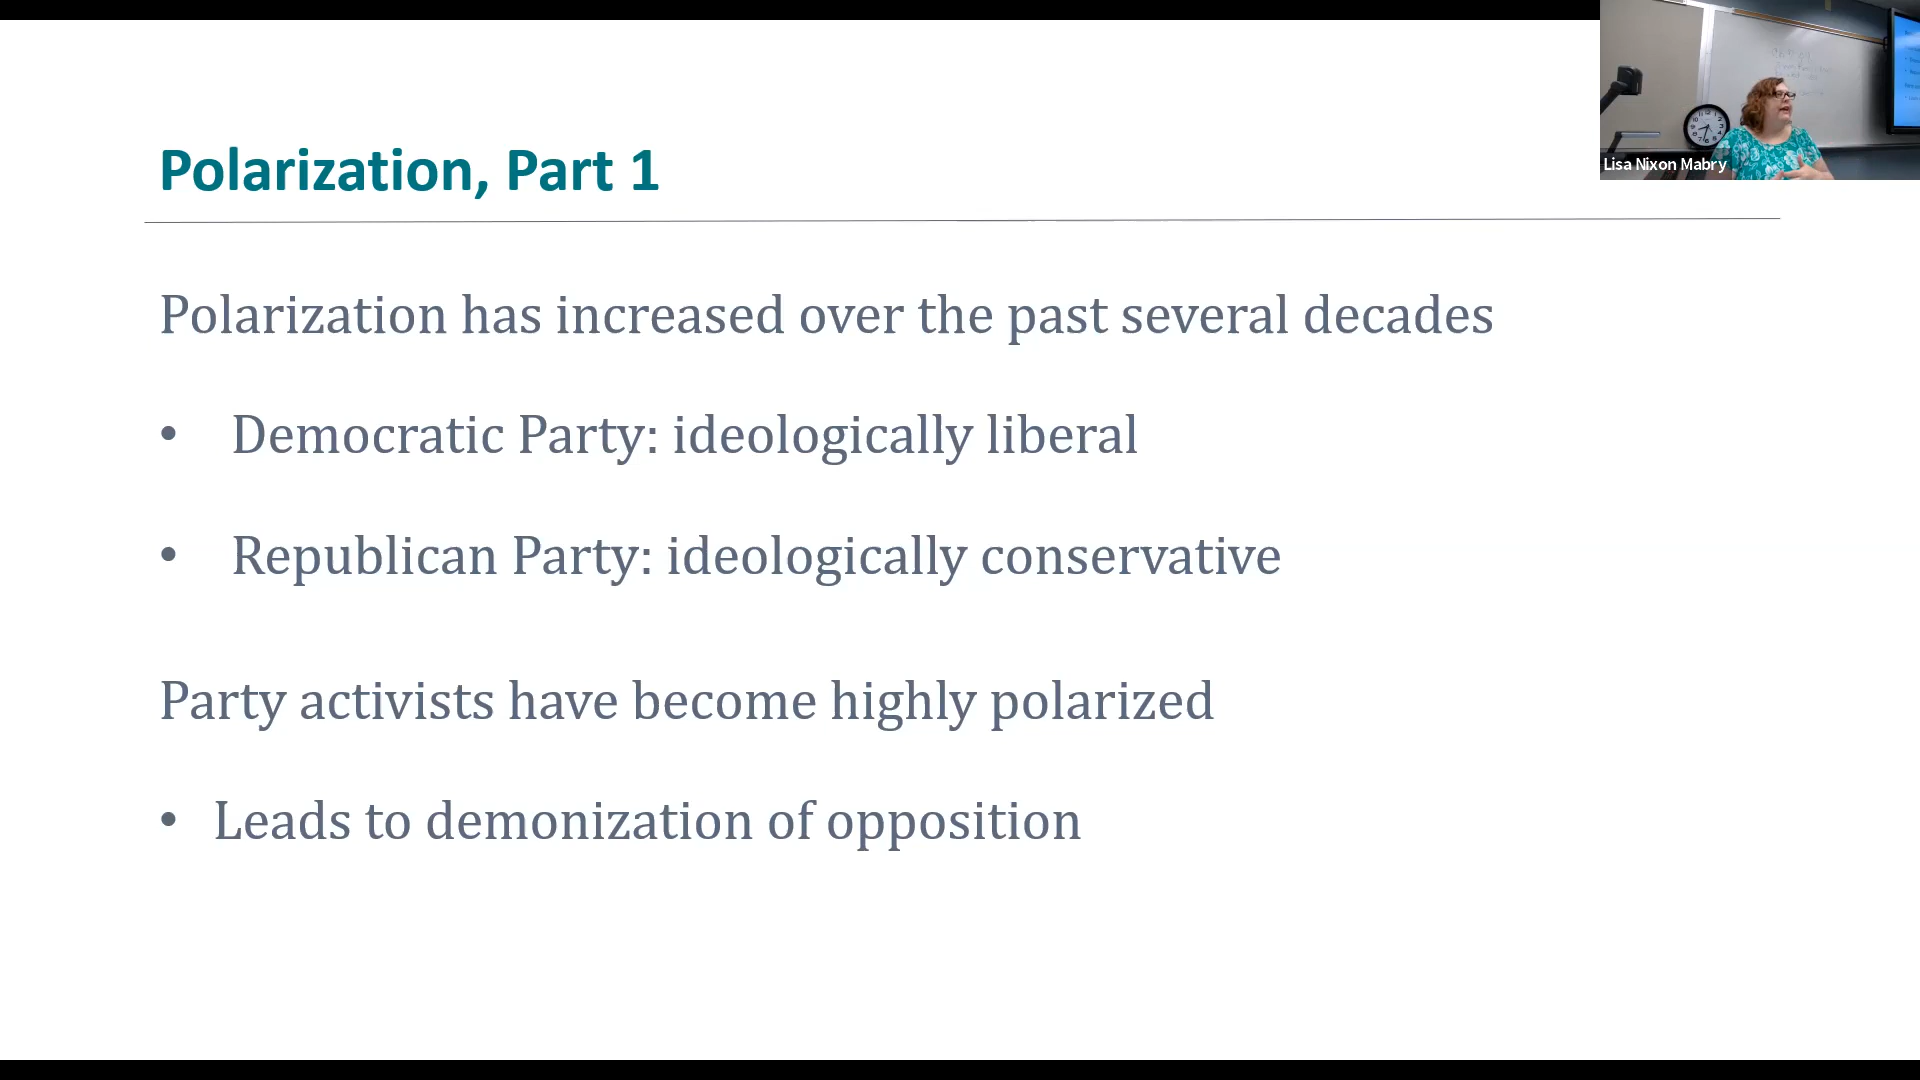 Polarization, Part 1
Lisa Nixon Mabry
Polarization has increased over the past several decades
• Democratic Party: ideologically liberal
• Republican Party: ideologically conservative
Party activists have become highly polarized
• Leads to demonization of opposition